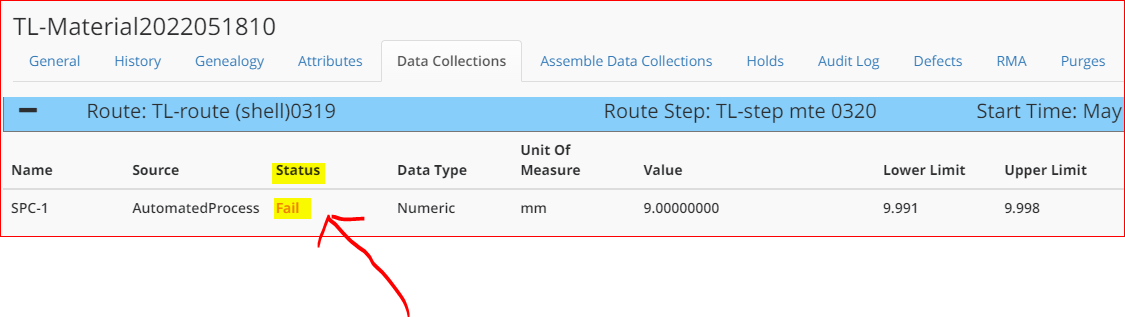 TL-Material2022051810
General History Genealogy Attributes Data Collections Assemble Data Collections Holds Audit Log Defects RMA Purges
Route: TL-route (shell)0319 Route Step: TL-step mte 0320 Start Time: May
Name Source Status Data Type Unit Of Measure Value Lower Limit Upper Limit
SPC-1 AutomatedProcess Fail Numeric mm 9.00000000 9.991 9.998